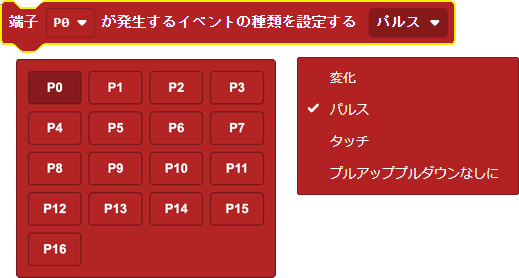 端子 P0 が発生するイベントの種類を設定する パルス
P0 P1 P2 P3
P4 P5 P6 P7
P8 P9 P10 P11
P12 P13 P14 P15
P16
変化
パルス
タッチ
プルアッププルダウンなしに